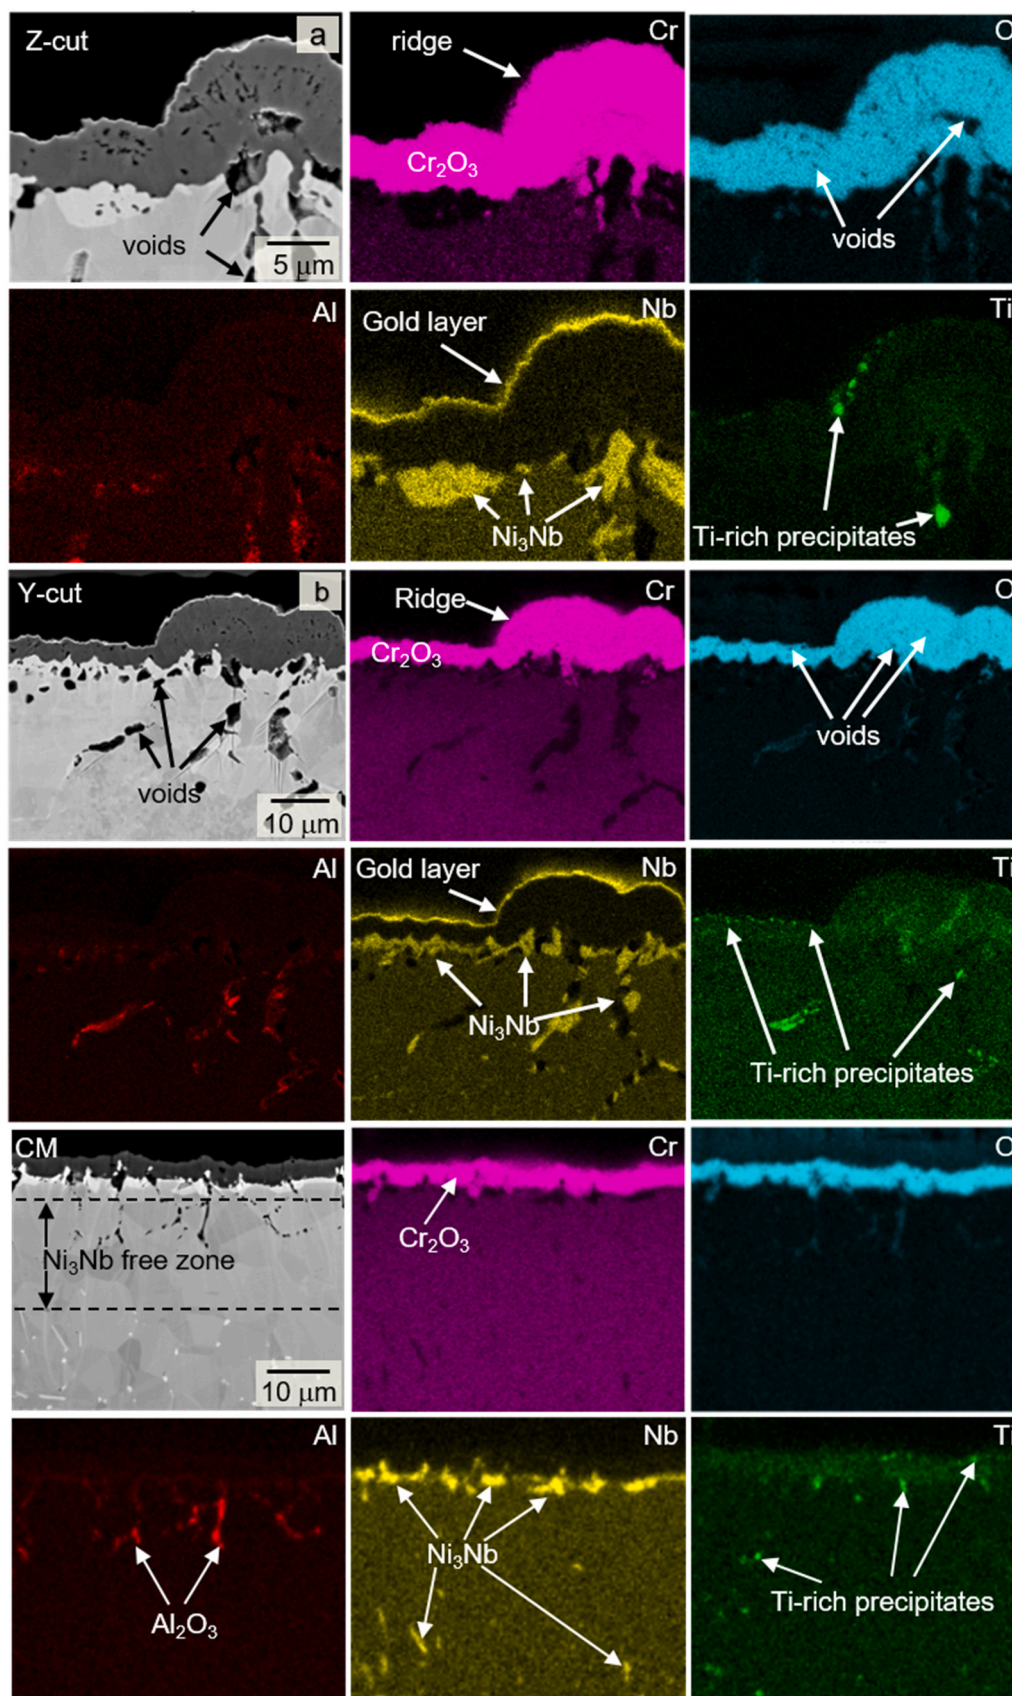 Z-cut
a
ridge
Cr
O
Cr₂O₃
voids
5 μm
voids
Al
Gold layer
Nb
Ti
Ni₃Nb
Ti-rich precipitates
Y-cut
b
Ridge
Cr
O
Cr₂O₃
voids
10 μm
voids
Al
Gold layer
Nb
Ti
Ni₃Nb
Ti-rich precipitates
CM
Cr
O
Cr₂O₃
Ni₃Nb free zone
10 μm
Al
Nb
Ti
Ni₃Nb
Al₂O₃
Ti-rich precipitates